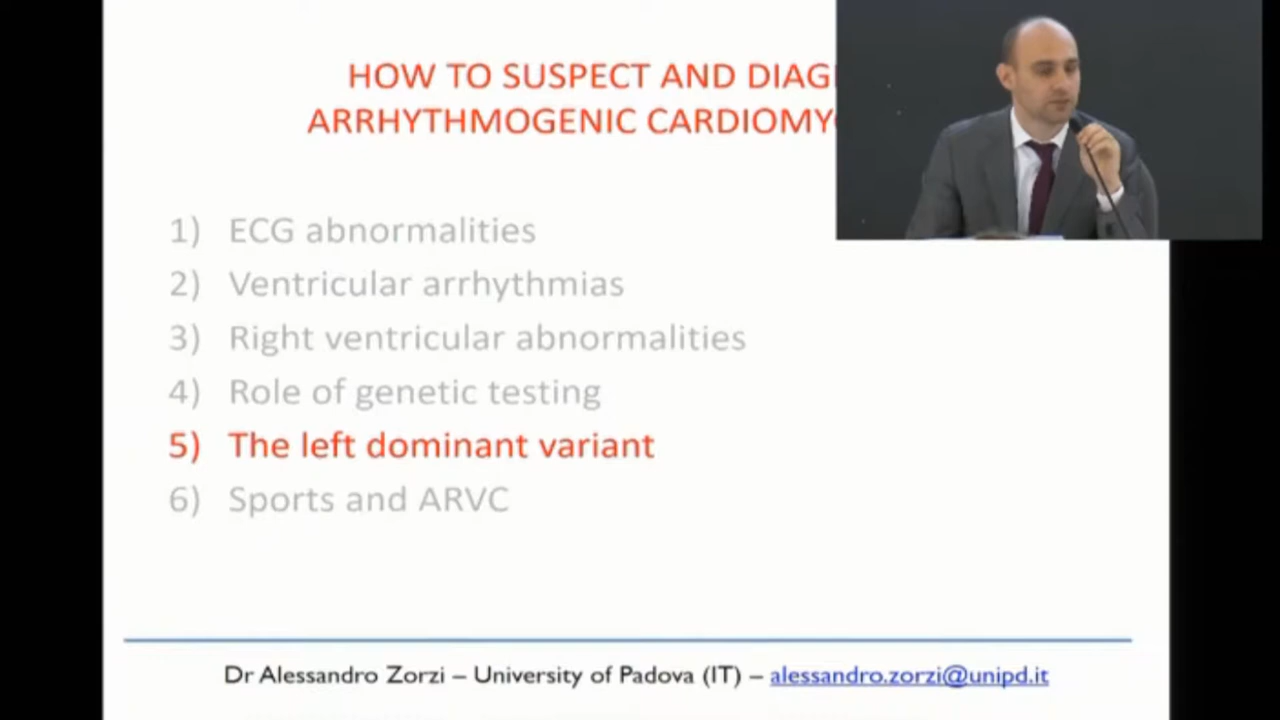 HOW TO SUSPECT AND DIAG
ARRHYTHMOGENIC CARDIOMY
1) ECG abnormalities
2) Ventricular arrhythmias
3) Right ventricular abnormalities
4) Role of genetic testing
5) The left dominant variant
6) Sports and ARVC
Dr Alessandro Zorzi – University of Padova (IT) – alessandro.zorzi@unipd.it